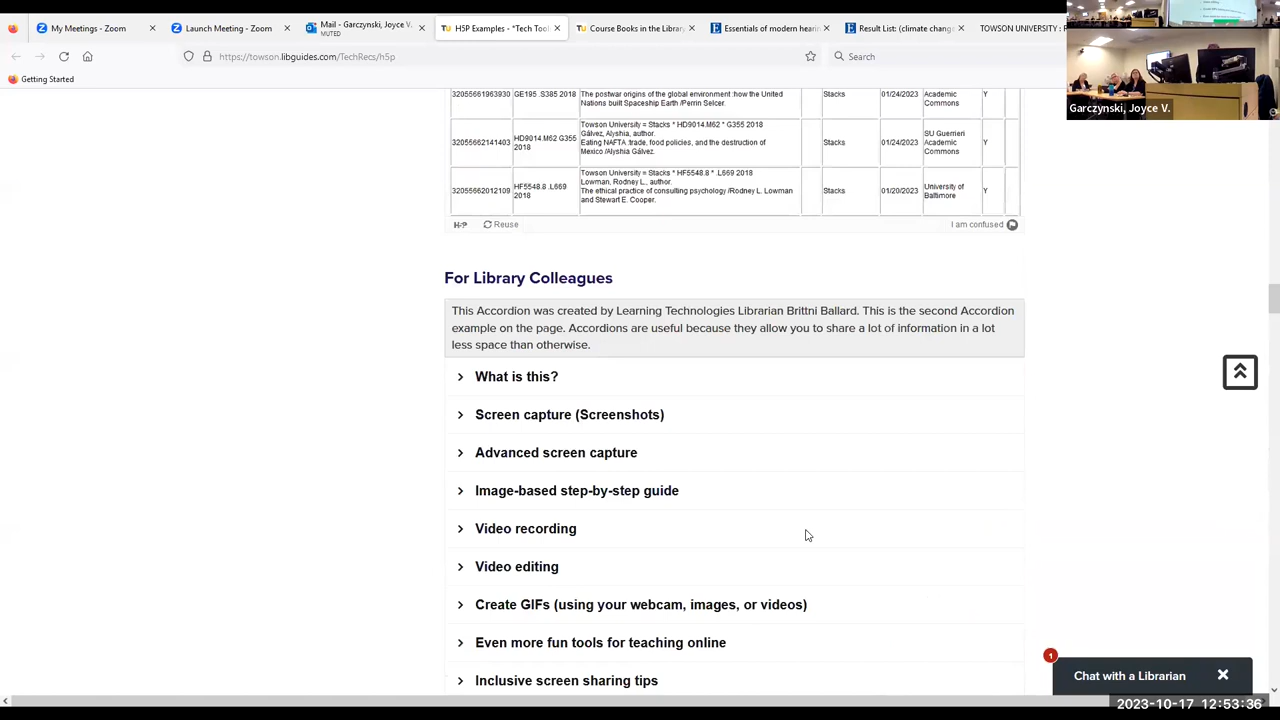 My Meetings - Zoom
Launch Meeting - Zoom
Mail - Garczynski, Joyce V.
MUTED
H5P Examples - *Tech Tool
Course Books in the Libra
Essentials of modern hearin
Result List: (climate change
TOWSON UNIVERSITY :
https://towson.libguides.com/TechRecs/h5p
Search
Getting Started
Garczynski, Joyce V.
32055661963930 GE195 .S385 2018 The postwar origins of the global environment :how the United Stacks 01/24/2023 Academic Y
Nations built Spaceship Earth /Perrin Selcer. Commons
Towson University = Stacks * HD9014.M62 * G355 2018
32055662141403 HD9014.M62 G355 Gálvez, Alyshia, author. Stacks 01/24/2023 SU Guerrieri Y
2018 Eating NAFTA :trade, food policies, and the destruction of Academic
Mexico /Alyshia Gálvez. Commons
Towson University = Stacks * HF5548.8 * .L669 2018
32055662012109 HF5548.8 .L669 Lowman, Rodney L., author. Stacks 01/20/2023 University of Y
2018 The ethical practice of consulting psychology /Rodney L. Lowman Baltimore
and Stewart E. Cooper.
H5P Reuse I am confused
For Library Colleagues
This Accordion was created by Learning Technologies Librarian Brittni Ballard. This is the second Accordion
example on the page. Accordions are useful because they allow you to share a lot of information in a lot
less space than otherwise.
What is this?
Screen capture (Screenshots)
Advanced screen capture
Image-based step-by-step guide
Video recording
Video editing
Create GIFs (using your webcam, images, or videos)
Even more fun tools for teaching online
Inclusive screen sharing tips
1
Chat with a Librarian
2023-10-17 12:53:36